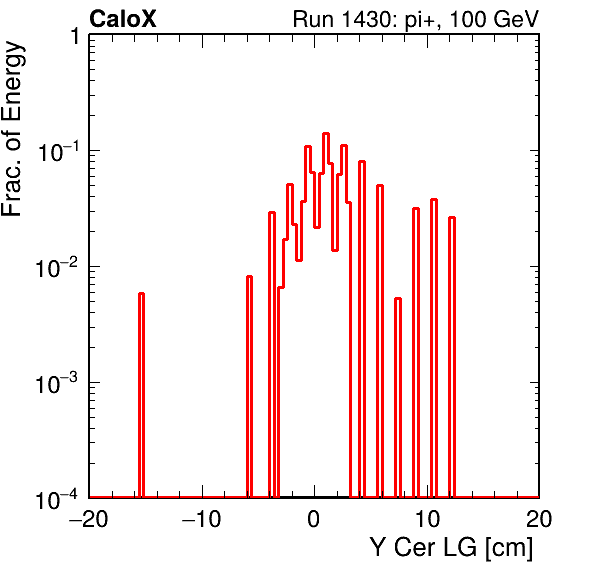 CaloX Run 1430: pi+, 100 GeV
Frac. of Energy
1
10⁻¹
10⁻²
10⁻³
10⁻⁴
−20 −10 0 10 20
Y Cer LG [cm]